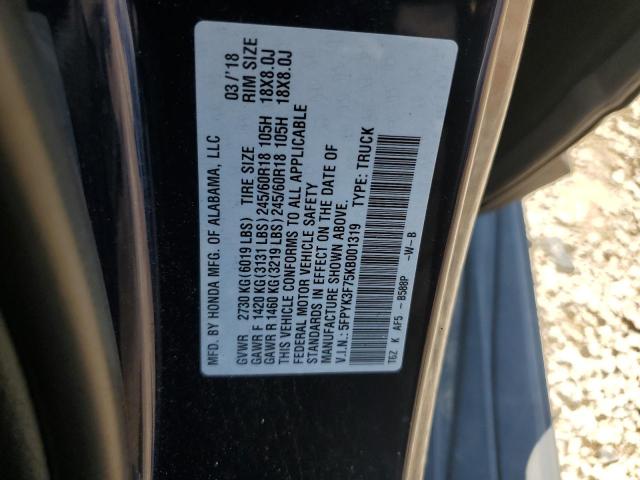 MFD. BY HONDA MFG. OF ALABAMA, LLC 03/'18
GVWR 2730 KG (6019 LBS) TIRE SIZE RIM SIZE
GAWR F 1420 KG (3131 LBS) 245/60R18 105H 18X8.0J
GAWR R 1460 KG (3219 LBS) 245/60R18 105H 18X8.0J
THIS VEHICLE CONFORMS TO ALL APPLICABLE
FEDERAL MOTOR VEHICLE SAFETY
STANDARDS IN EFFECT ON THE DATE OF
MANUFACTURE SHOWN ABOVE.
V.I.N.: 5FPYK3F75KB001319 TYPE: TRUCK
T6Z K AF5 - B588P -W-B